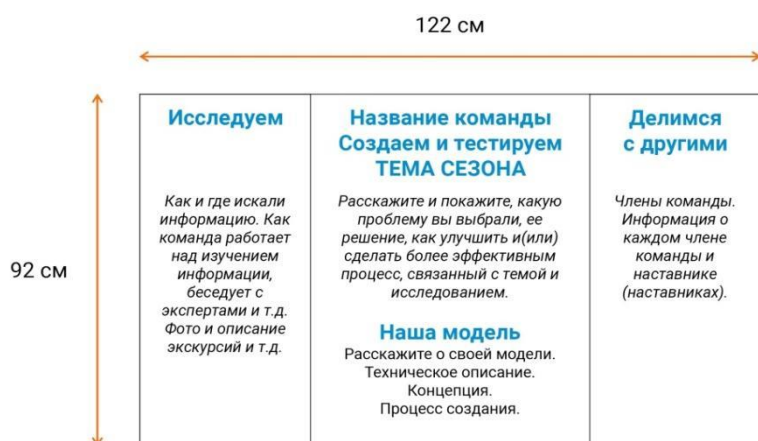 122 см
92 см
Исследуем
Как и где искали
информацию. Как
команда работает
над изучением
информации,
беседует с
экспертами и т.д.
Фото и описание
экскурсий и т.д.
Название команды
Создаем и тестируем
ТЕМА СЕЗОНА
Расскажите и покажите, какую
проблему вы выбрали, ее
решение, как улучшить и(или)
сделать более эффективным
процесс, связанный с темой и
исследованием.
Наша модель
Расскажите о своей модели.
Техническое описание.
Концепция.
Процесс создания.
Делимся
с другими
Члены команды.
Информация о
каждом члене
команды и
наставнике
(наставниках).